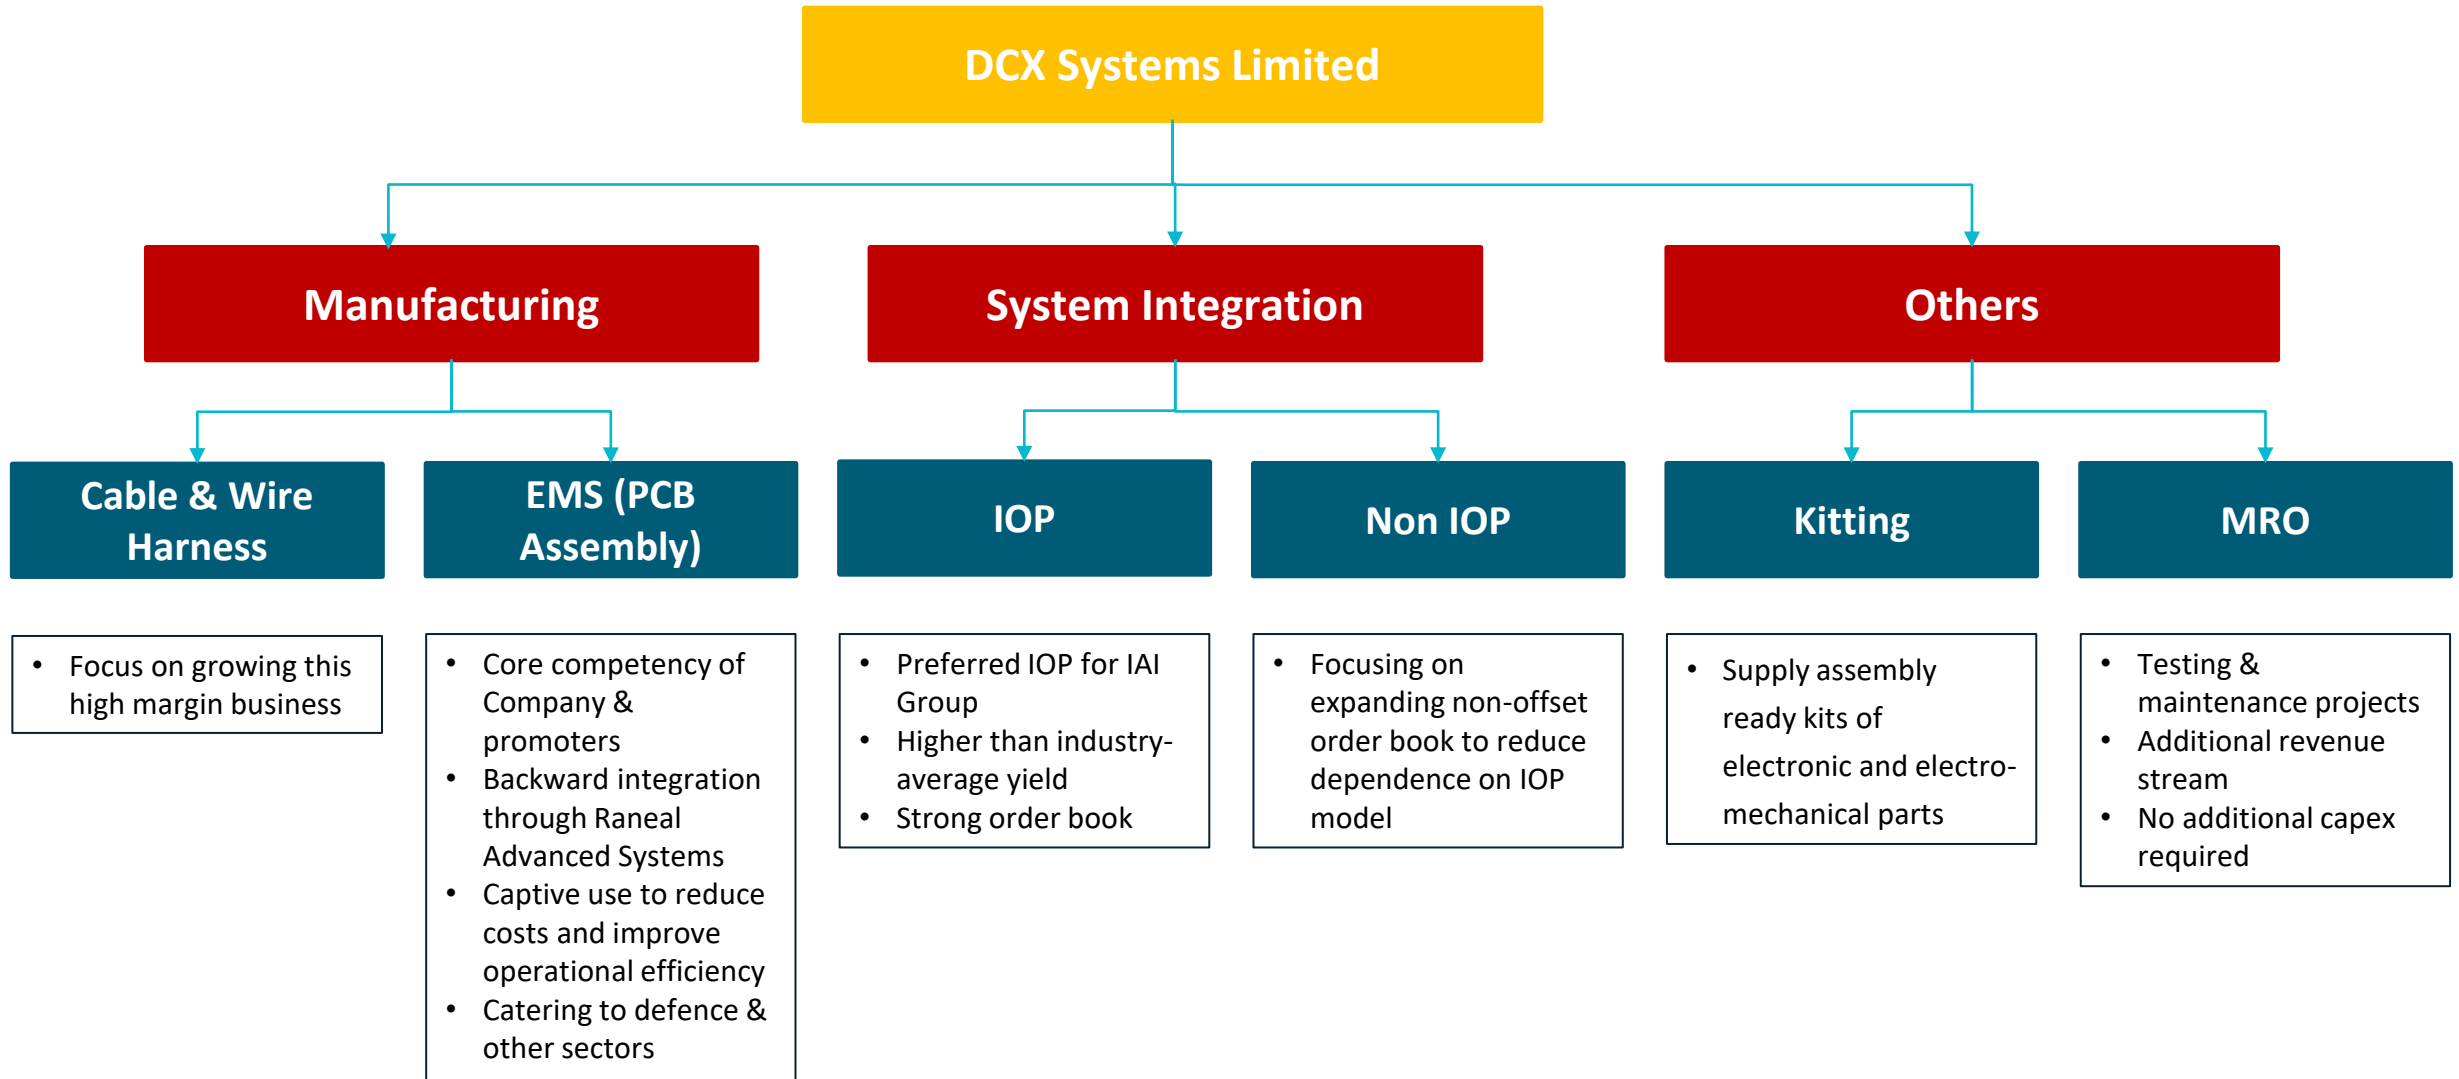 DCX Systems Limited
Manufacturing
System Integration
Others
Cable & Wire
Harness
EMS (PCB
Assembly)
IOP
Non IOP
Kitting
MRO
• Focus on growing this
high margin business
• Core competency of
Company &
promoters
• Backward integration
through Raneal
Advanced Systems
• Captive use to reduce
costs and improve
operational efficiency
• Catering to defence &
other sectors
• Preferred IOP for IAI
Group
• Higher than industry-
average yield
• Strong order book
• Focusing on
expanding non-offset
order book to reduce
dependence on IOP
model
• Supply assembly
ready kits of
electronic and electro-
mechanical parts
• Testing &
maintenance projects
• Additional revenue
stream
• No additional capex
required